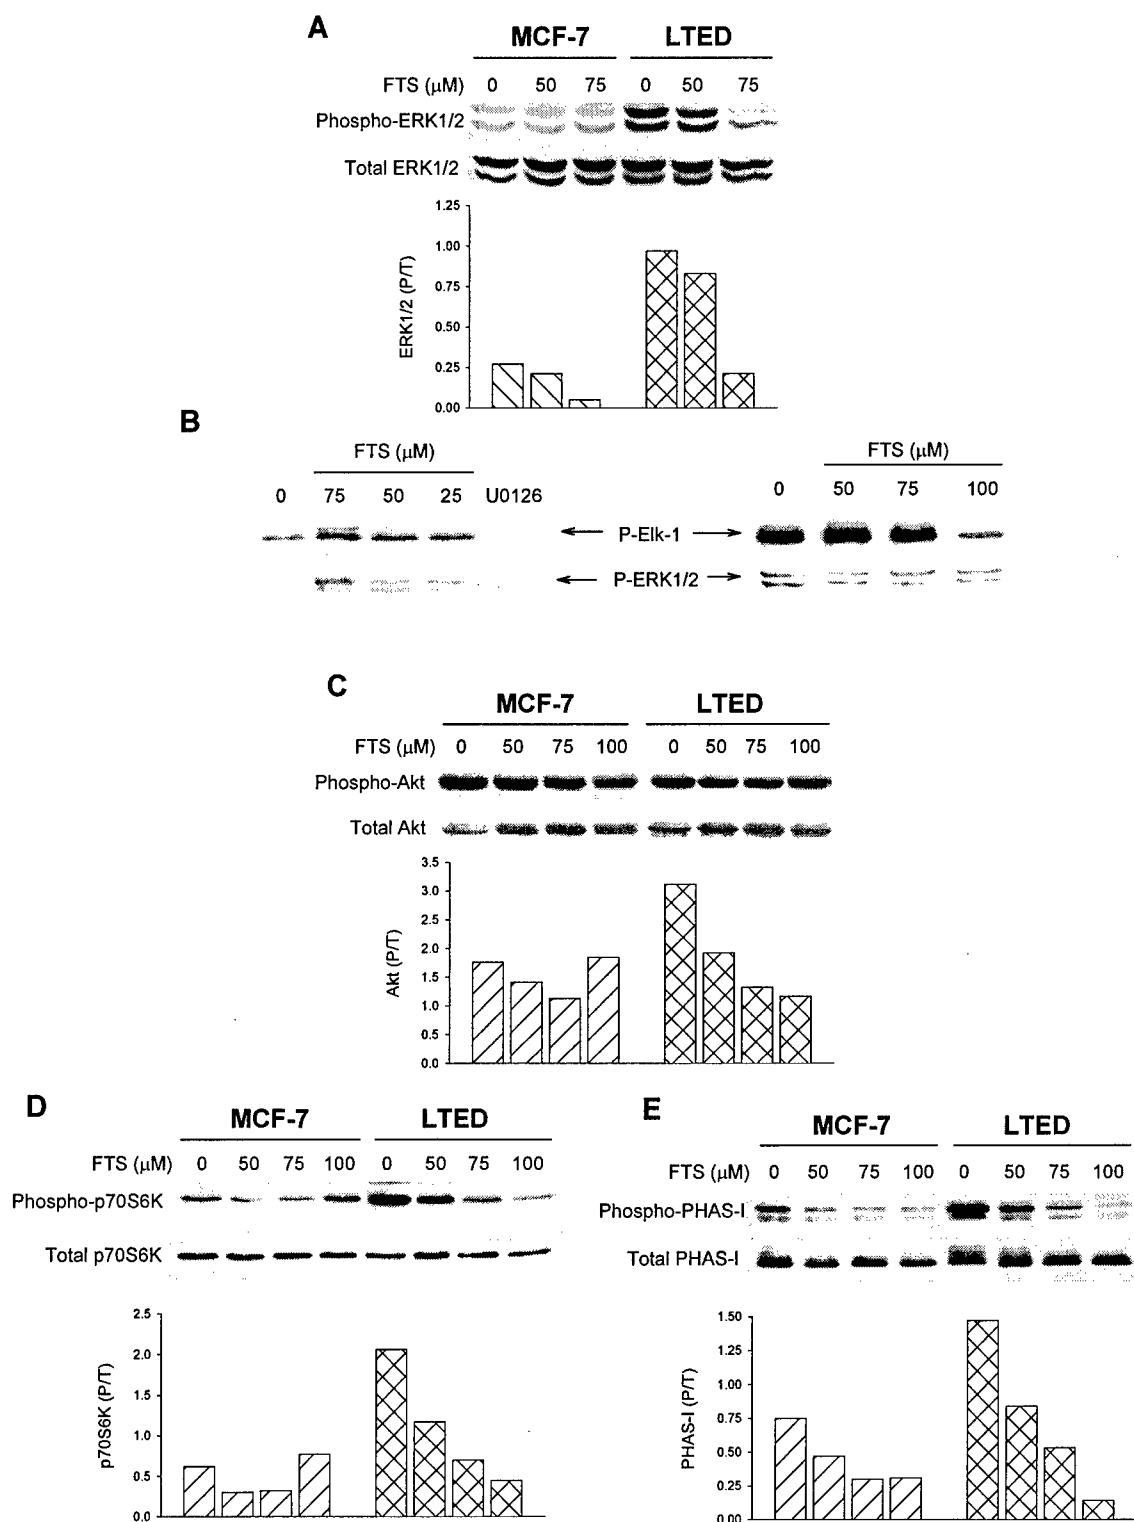 A
MCF-7 LTED
FTS (µM) 0 50 75 0 50 75
Phospho-ERK1/2
Total ERK1/2
1.25
1.00
0.75
0.50
0.25
0.00
ERK1/2 (P/T)
B
FTS (µM) FTS (µM)
0 75 50 25 U0126 0 50 75 100
P-Elk-1
P-ERK1/2
C
MCF-7 LTED
FTS (µM) 0 50 75 100 0 50 75 100
Phospho-Akt
Total Akt
3.5
3.0
2.5
2.0
1.5
1.0
0.5
0.0
Akt (P/T)
D
MCF-7 LTED
FTS (µM) 0 50 75 100 0 50 75 100
Phospho-p70S6K
Total p70S6K
2.5
2.0
1.5
1.0
0.5
0.0
p70S6K (P/T)
E
MCF-7 LTED
FTS (µM) 0 50 75 100 0 50 75 100
Phospho-PHAS-I
Total PHAS-I
1.50
1.25
1.00
0.75
0.50
0.25
0.00
PHAS-I (P/T)